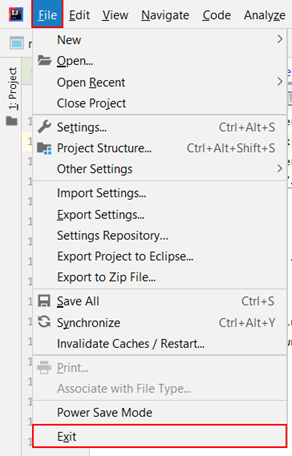 File Edit View Navigate Code Analyze
1: Project
New
Open...
Open Recent
Close Project
Settings... Ctrl+Alt+S
Project Structure... Ctrl+Alt+Shift+S
Other Settings
Import Settings...
Export Settings...
Settings Repository...
Export Project to Eclipse...
Export to Zip File...
Save All Ctrl+S
Synchronize Ctrl+Alt+Y
Invalidate Caches / Restart...
Print...
Associate with File Type...
Power Save Mode
Exit